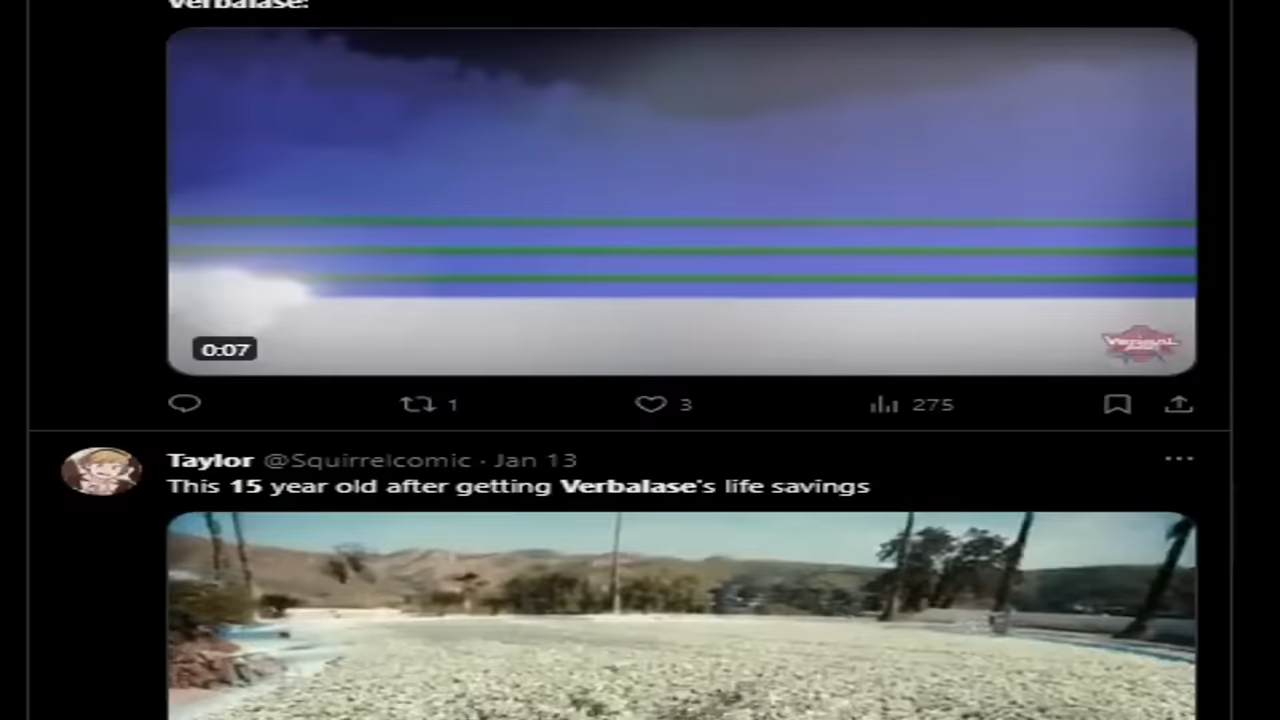 Verbalase:
0:07
1
3
275
Taylor @Squirrelcomic · Jan 13
This 15 year old after getting Verbalase's life savings